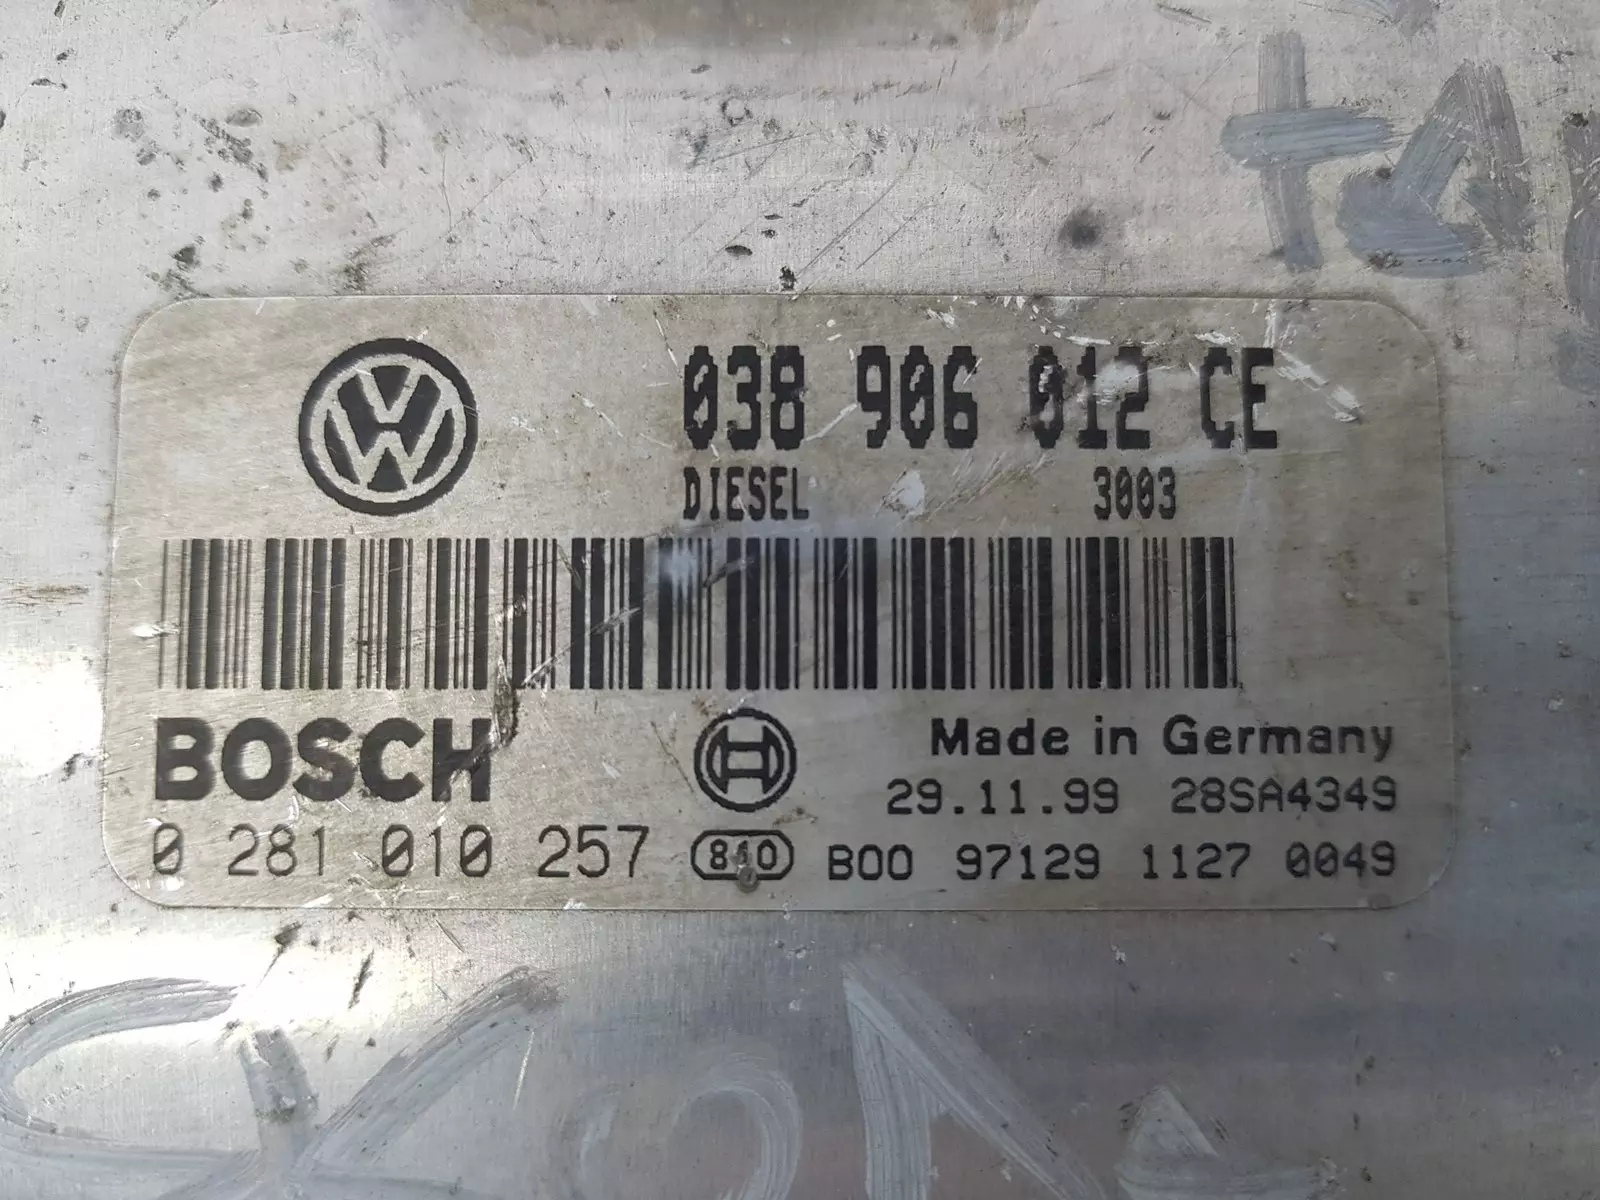 038 906 012 CE
DIESEL 3003
BOSCH
Made in Germany
29.11.99 28SA4349
0 281 010 257 B00 97129 1127 0049